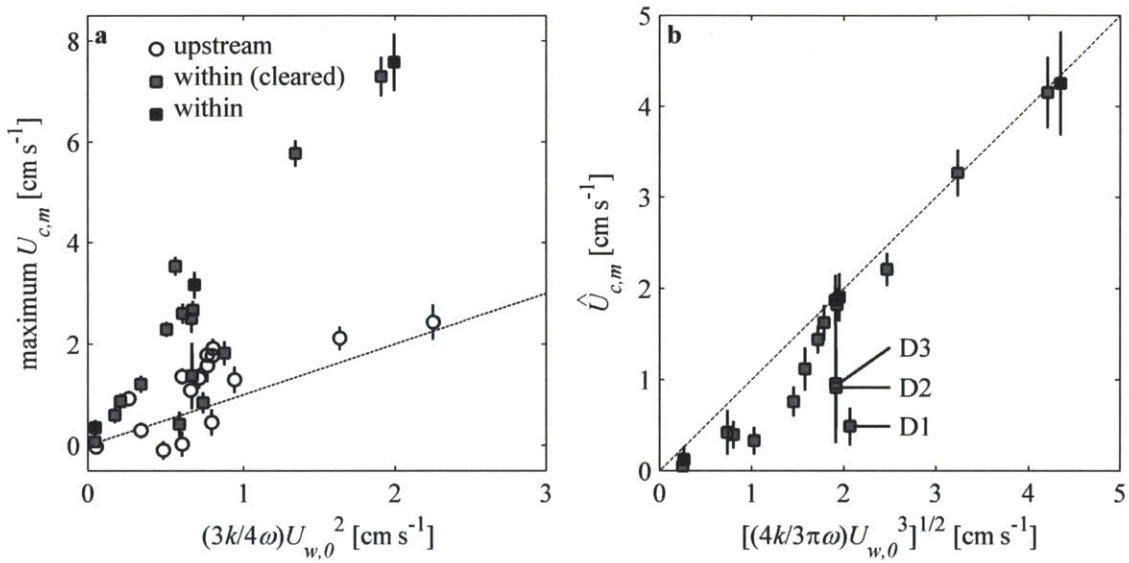 a
upstream
within (cleared)
within
maximum U_{c,m} [cm s^{-1}]
8
6
4
2
0
0 1 2 3
(3k/4ω)U_{w,0}^2 [cm s^{-1}]
b
Û_{c,m} [cm s^{-1}]
5
4
3
2
1
0
D3
D2
D1
0 1 2 3 4 5
[(4k/3πω)U_{w,0}^3]^{1/2} [cm s^{-1}]